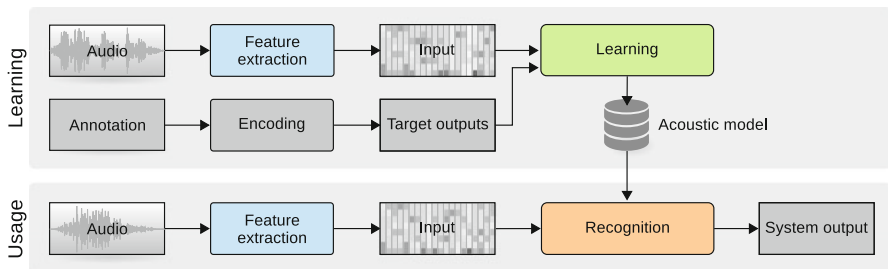 Learning
Audio
Feature
extraction
Input
Learning
Annotation
Encoding
Target outputs
Acoustic model
Usage
Audio
Feature
extraction
Input
Recognition
System output